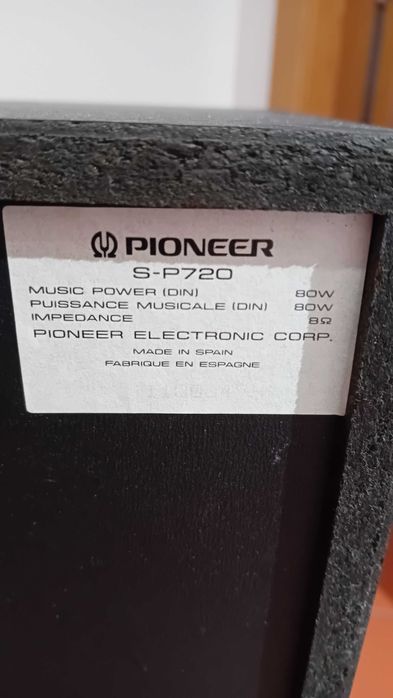 PIONEER
S-P720
MUSIC POWER (DIN) 80W
PUISSANCE MUSICALE (DIN) 80W
IMPEDANCE 8Ω
PIONEER ELECTRONIC CORP.
MADE IN SPAIN
FABRIQUE EN ESPAGNE